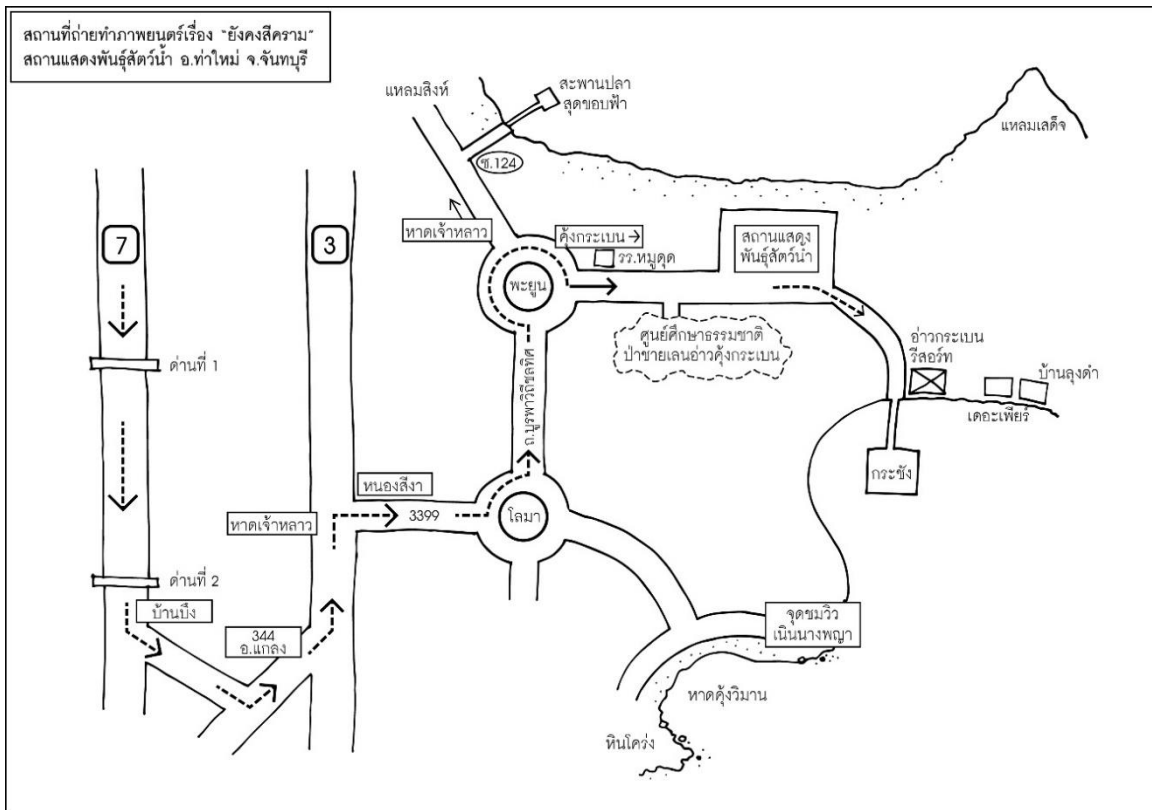 สถานที่ถ่ายทำภาพยนตร์เรื่อง "ยังคงสีคราม"
สถานแสดงพันธุ์สัตว์น้ำ อ.ท่าใหม่ จ.จันทบุรี
แหลมสิงห์
สะพานปลา
สุดขอบฟ้า
แหลมเสด็จ
ซ.124
7
3
หาดเจ้าหลาว
คุ้งกระเบน →
รร.หมูดุด
สถานแสดง
พันธุ์สัตว์น้ำ
พะยูน
ศูนย์ศึกษาธรรมชาติ
ป่าชายเลนอ่าวคุ้งกระเบน
อ่าวกระเบน
รีสอร์ท
บ้านลุงดำ
เดอะเพียร์
ด่านที่ 1
ถ.บูรพาวิถีชลทิศ
กระชัง
หนองสีงา
3399
โลมา
หาดเจ้าหลาว
ด่านที่ 2
บ้านบึง
344
อ.แกลง
จุดชมวิว
เนินนางพญา
หาดคุ้งวิมาน
หินโคร่ง